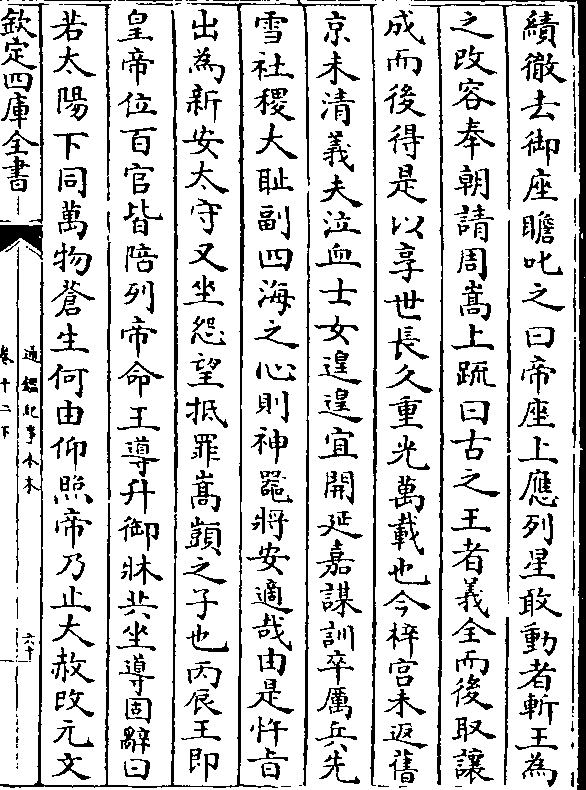 績徹去御座瞻叱之曰帝座上應列星敢動者斬王為
之改容奉朝請周嵩上䟽曰古之王者義全而後取讓
成而後得是以享世長久重光萬載也今梓宫未返舊
京未清義夫泣血士女遑遑宜開延嘉謀訓卒厲兵先
雪社稷大耻副四海之心則神器將安適哉由是忤㫖
出為新安太守又坐怨望抵罪嵩顗之子也丙辰王即
皇帝位百官皆陪列帝命王導升御牀共坐導固辭曰
若太陽下同萬物蒼生何由仰照帝乃止大赦改元文
欽定四庫全書
通鑑紀事本末
卷十二下
六十